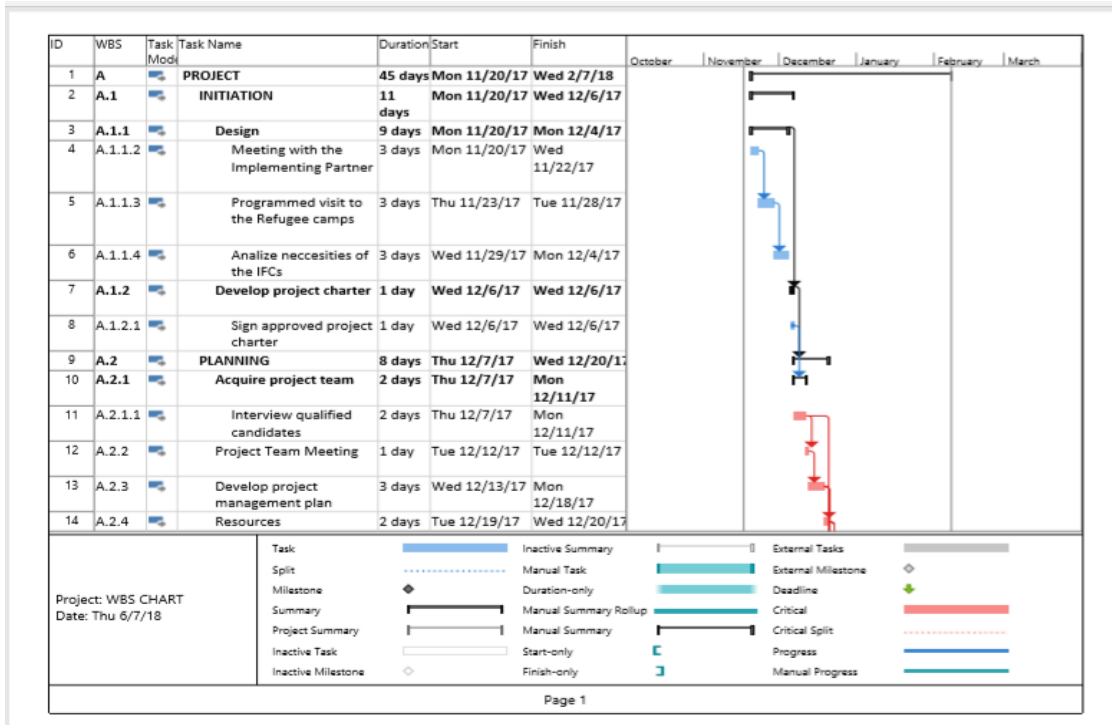 ID WBS Task Mode Task Name Duration Start Finish October November December January February March
1 A PROJECT 45 days Mon 11/20/17 Wed 2/7/18
2 A.1 INITIATION 11 days Mon 11/20/17 Wed 12/6/17
3 A.1.1 Design 9 days Mon 11/20/17 Mon 12/4/17
4 A.1.1.2 Meeting with the Implementing Partner 3 days Mon 11/20/17 Wed 11/22/17
5 A.1.1.3 Programmed visit to the Refugee camps 3 days Thu 11/23/17 Tue 11/28/17
6 A.1.1.4 Analize neccesities of the IFCs 3 days Wed 11/29/17 Mon 12/4/17
7 A.1.2 Develop project charter 1 day Wed 12/6/17 Wed 12/6/17
8 A.1.2.1 Sign approved project charter 1 day Wed 12/6/17 Wed 12/6/17
9 A.2 PLANNING 8 days Thu 12/7/17 Wed 12/20/17
10 A.2.1 Acquire project team 2 days Thu 12/7/17 Mon 12/11/17
11 A.2.1.1 Interview qualified candidates 2 days Thu 12/7/17 Mon 12/11/17
12 A.2.2 Project Team Meeting 1 day Tue 12/12/17 Tue 12/12/17
13 A.2.3 Develop project management plan 3 days Wed 12/13/17 Mon 12/18/17
14 A.2.4 Resources 2 days Tue 12/19/17 Wed 12/20/17
Project: WBS CHART
Date: Thu 6/7/18
Task Inactive Summary External Tasks
Split Manual Task External Milestone
Milestone Duration-only Deadline
Summary Manual Summary Rollup Critical
Project Summary Manual Summary Critical Split
Inactive Task Start-only Progress
Inactive Milestone Finish-only Manual Progress
Page 1